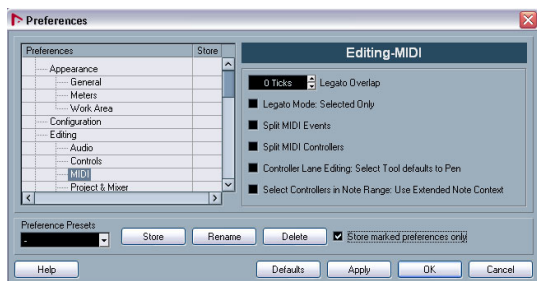 Preferences
Preferences Store
Appearance
General
Meters
Work Area
Configuration
Editing
Audio
Controls
MIDI
Project & Mixer
Editing-MIDI
0 Ticks Legato Overlap
Legato Mode: Selected Only
Split MIDI Events
Split MIDI Controllers
Controller Lane Editing: Select Tool defaults to Pen
Select Controllers in Note Range: Use Extended Note Context
Preference Presets
- Store Rename Delete Store marked preferences only
Help Defaults Apply OK Cancel